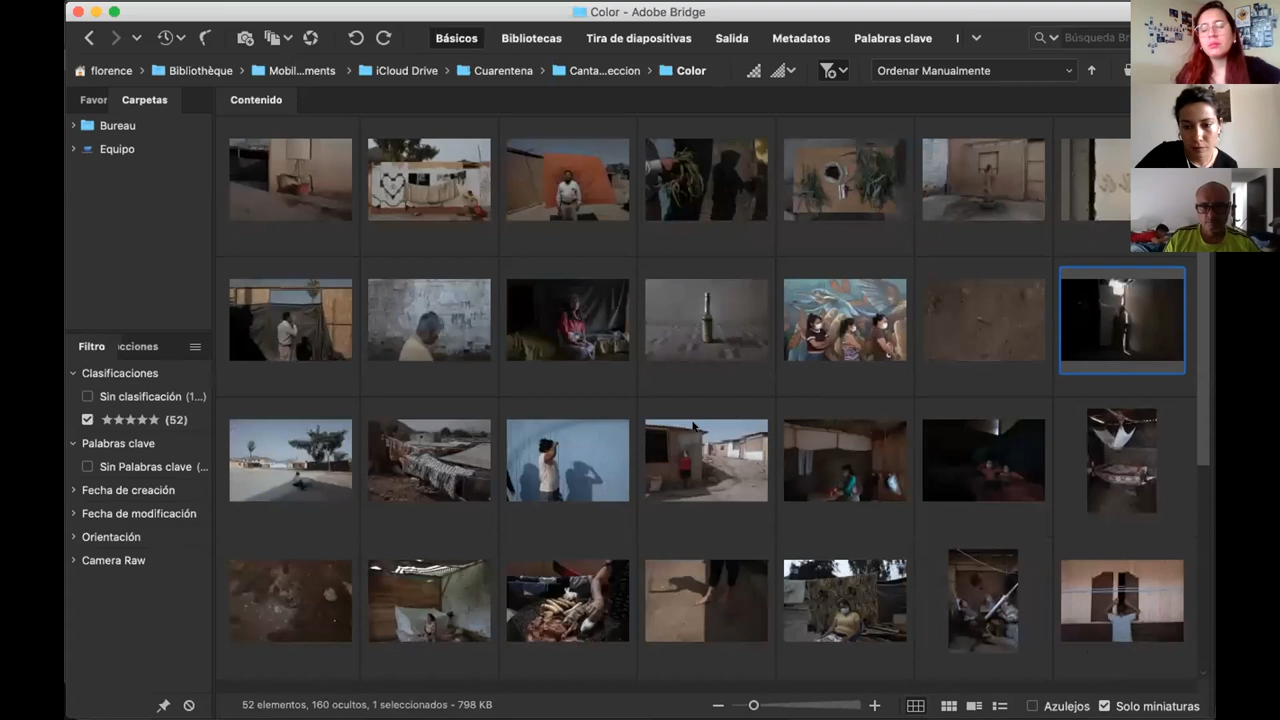 Color - Adobe Bridge
Básicos Bibliotecas Tira de diapositivas Salida Metadatos Palabras clave
Búsqueda Br
florence Bibliothèque Mobil...ments iCloud Drive Cuarentena Canta...eccion Color Ordenar Manualmente
Favor Carpetas Contenido
Bureau
Equipo
Filtro cciones
Clasificaciones
Sin clasificación (1...)
★★★★★ (52)
Palabras clave
Sin Palabras clave (...
Fecha de creación
Fecha de modificación
Orientación
Camera Raw
52 elementos, 160 ocultos, 1 seleccionados - 798 KB
Azulejos Solo miniaturas